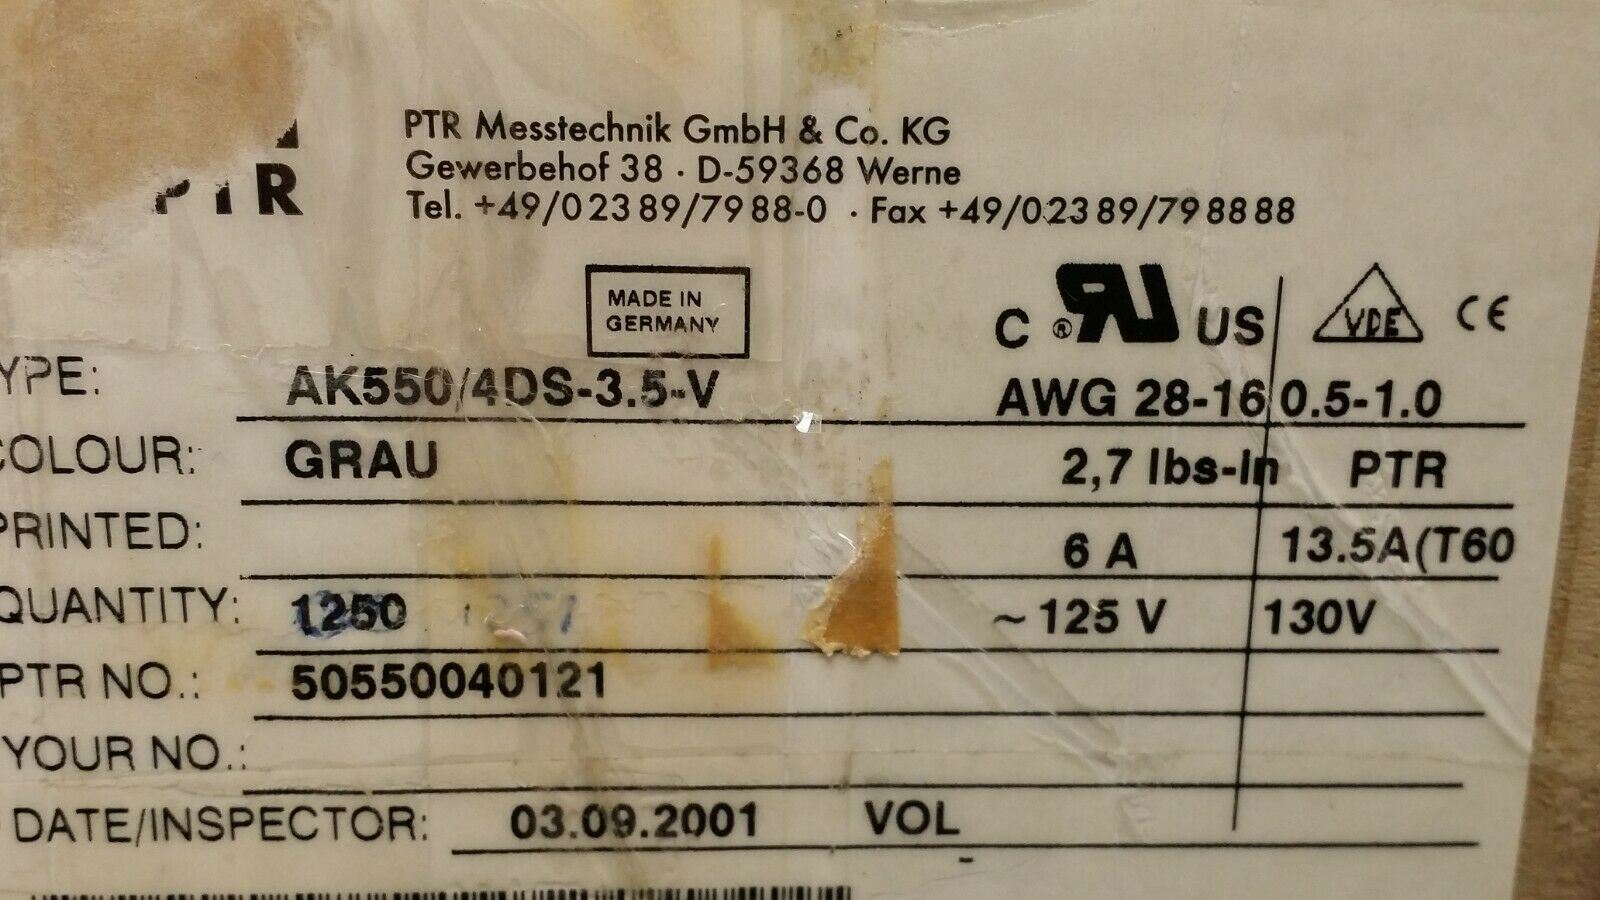 PTR Messtechnik GmbH & Co. KG
PTR
Gewerbehof 38 · D-59368 Werne
Tel. +49/02389/7988-0 · Fax +49/02389/798888
MADE IN
GERMANY
C ® RU US VDE CE
YPE: AK550/4DS-3.5-V AWG 28-16 0.5-1.0
COLOUR: GRAU 2,7 lbs-In PTR
PRINTED: 6 A 13.5A(T60
QUANTITY: 1250 ~125 V 130V
PTR NO.: 50550040121
YOUR NO.:
DATE/INSPECTOR: 03.09.2001 VOL